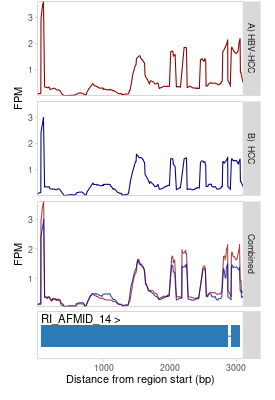 3
2
1
A) HBV-HCC
FPM
3
2
1
B) HCC
3
2
1
Combined
FPM
RI_AFMID_14 >
1000 2000 3000
Distance from region start (bp)